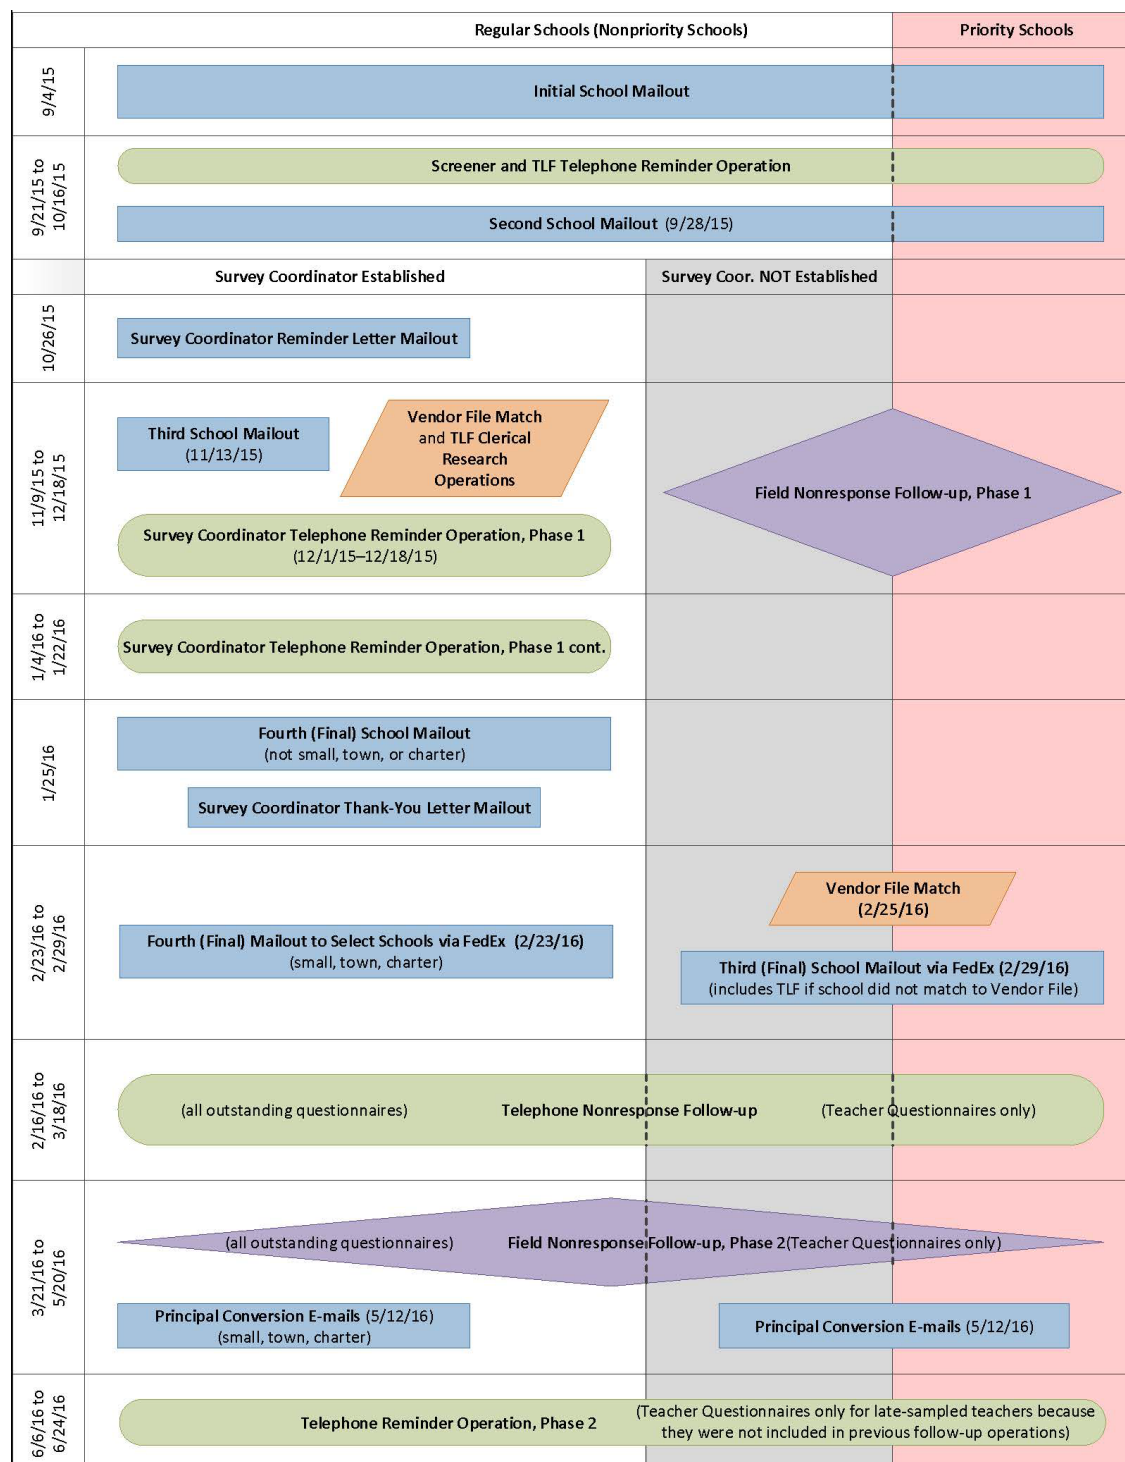 Regular Schools (Nonpriority Schools)
Priority Schools
9/4/15
Initial School Mailout
9/21/15 to
10/16/15
Screener and TLF Telephone Reminder Operation
Second School Mailout (9/28/15)
Survey Coordinator Established
Survey Coor. NOT Established
10/26/15
Survey Coordinator Reminder Letter Mailout
11/9/15 to
12/18/15
Third School Mailout
(11/13/15)
Vendor File Match
and TLF Clerical
Research
Operations
Survey Coordinator Telephone Reminder Operation, Phase 1
(12/1/15–12/18/15)
Field Nonresponse Follow-up, Phase 1
1/4/16 to
1/22/16
Survey Coordinator Telephone Reminder Operation, Phase 1 cont.
1/25/16
Fourth (Final) School Mailout
(not small, town, or charter)
Survey Coordinator Thank-You Letter Mailout
2/23/16 to
2/29/16
Fourth (Final) Mailout to Select Schools via FedEx (2/23/16)
(small, town, charter)
Vendor File Match
(2/25/16)
Third (Final) School Mailout via FedEx (2/29/16)
(includes TLF if school did not match to Vendor File)
2/16/16 to
3/18/16
(all outstanding questionnaires)
Telephone Nonresponse Follow-up
(Teacher Questionnaires only)
3/21/16 to
5/20/16
(all outstanding questionnaires)
Field Nonresponse Follow-up, Phase 2(Teacher Questionnaires only)
Principal Conversion E-mails (5/12/16)
(small, town, charter)
Principal Conversion E-mails (5/12/16)
6/6/16 to
6/24/16
Telephone Reminder Operation, Phase 2
(Teacher Questionnaires only for late-sampled teachers because
they were not included in previous follow-up operations)